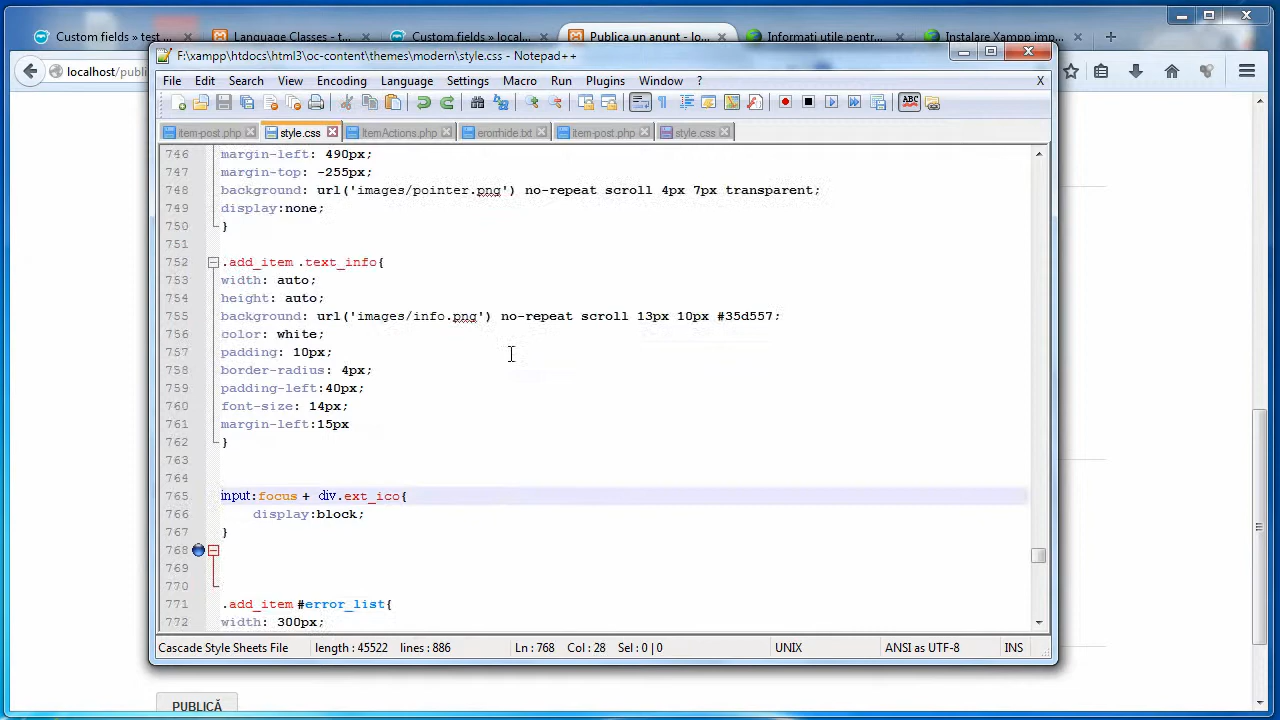 Custom fields » test ...
Language Classes - t...
Custom fields » local...
Publica un anunt - lo...
Informati utile pentr...
Instalare Xampp imp...
localhost/publi
F:\xampp\htdocs\html3\
ntent\themes\modern\style.css - Notepad++
File Edit Search View Encoding Language Settings Macro Run Plugins Window ? X
ABC
item-post.php
style.css
ItemActions.php
erorrhide.txt
item-post.php
style.css
746 margin-left: 490px;
747 margin-top: -255px;
748 background: url('images/pointer.png') no-repeat scroll 4px 7px transparent;
749 display:none;
750 }
751
752 .add_item .text_info{
753 width: auto;
754 height: auto;
755 background: url('images/info.png') no-repeat scroll 13px 10px #35d557;
756 color: white;
757 padding: 10px;
758 border-radius: 4px;
759 padding-left:40px;
760 font-size: 14px;
761 margin-left:15px
762 }
763
764
765 input:focus + div.ext_ico{
766 display:block;
767 }
768
769
770
771 .add_item #error_list{
772 width: 300px;
Cascade Style Sheets File length : 45522 lines : 886 Ln : 768 Col : 28 Sel : 0 | 0 UNIX ANSI as UTF-8 INS
PUBLICĂ